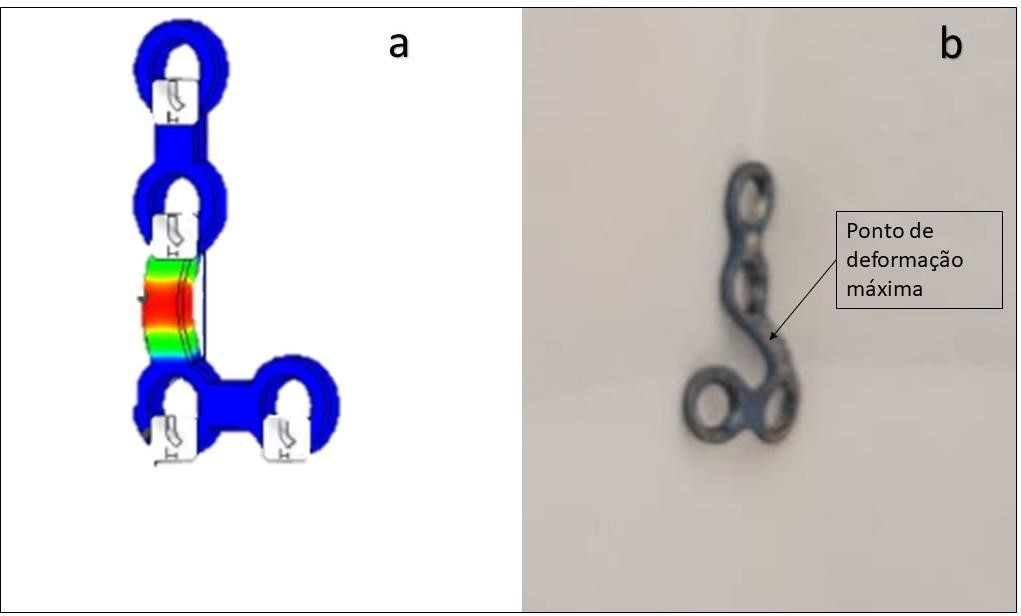 a
b
Ponto de
deformação
máxima